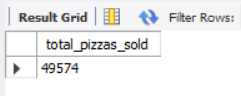 Result Grid Filter Rows:
total_pizzas_sold
49574